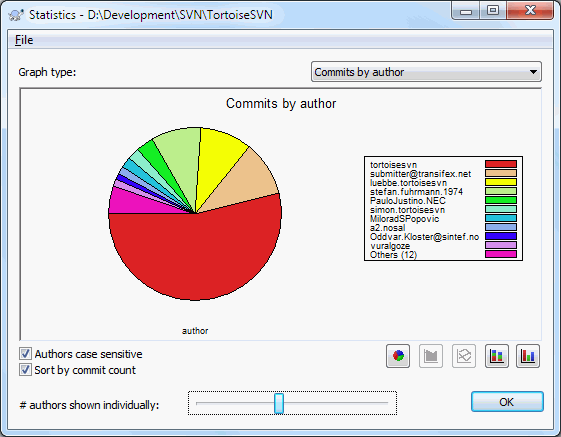 Statistics - D:\Development\SVN\TortoiseSVN
File
Graph type:
Commits by author
Commits by author
tortoisesvn
submitter@transifex.net
luebbe.tortoisesvn
stefan.fuhrmann.1974
PauloJustino.NEC
simon.tortoisesvn
MiloradSPopovic
a2.nosal
Oddvar.Kloster@sintef.no
vuralgoze
Others (12)
author
Authors case sensitive
Sort by commit count
# authors shown individually:
OK